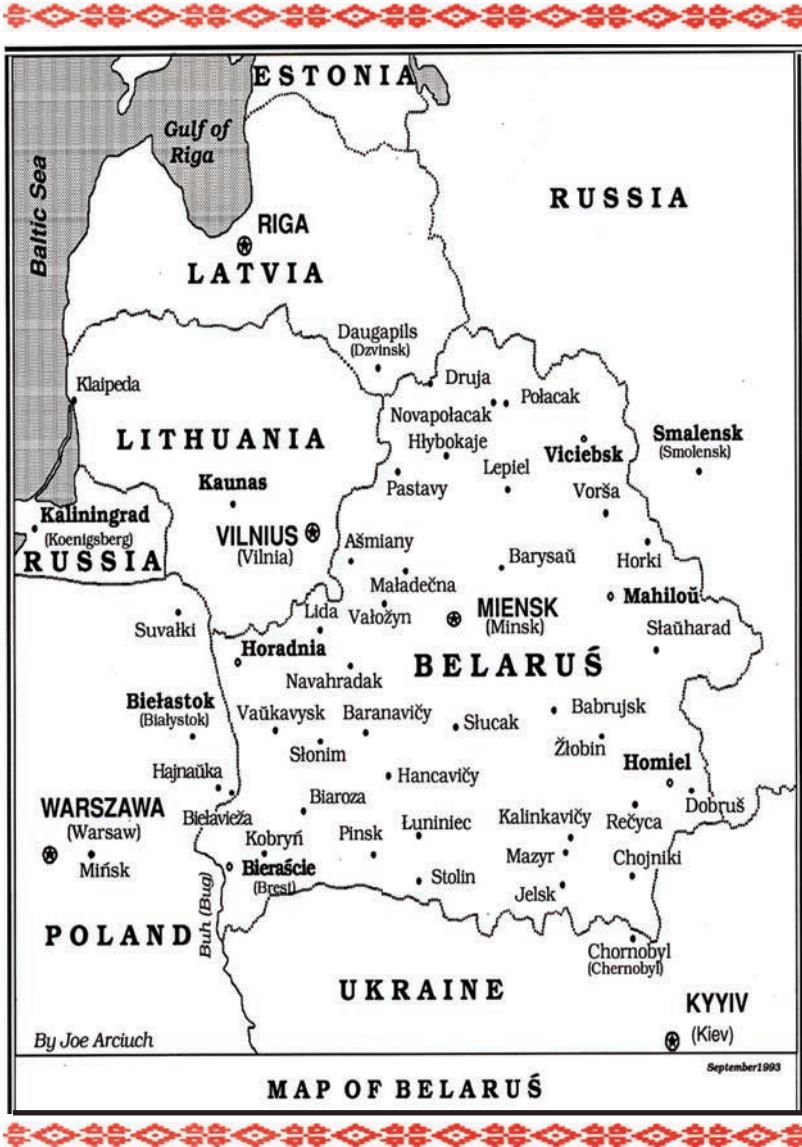 ESTONIA
Gulf of
Riga
Baltic Sea
RUSSIA
RIGA
LATVIA
Daugapils
(Dzvinsk)
Druja
Klaipeda
Novapołacak
Połacak
LITHUANIA
Hłybokaje
Viciebsk
Smalensk
(Smolensk)
Pastavy
Lepiel
Kaunas
Vorša
Kaliningrad
(Koenigsberg)
RUSSIA
VILNIUS
(Vilnia)
Ašmiany
Barysaŭ
Horki
Maładečna
Mahiloŭ
Lida
Vałožyn
MIENSK
(Minsk)
Suvałki
Słaŭharad
Horadnia
BELARUŚ
Navahradak
Biełastok
(Białystok)
Vaŭkavysk
Baranavičy
Babrujsk
Słucak
Słonim
Žłobin
Hajnaŭka
Hancavičy
Homiel
WARSZAWA
(Warsaw)
Biełavieža
Biaroza
Dobruš
Łuniniec
Kalinkavičy
Rečyca
Kobryń
Pinsk
Mińsk
Bieraście
(Brest)
Mazyr
Chojniki
Stolin
Jelsk
Buh (Bug)
POLAND
Chornobyl
(Chernobyl)
UKRAINE
KYYIV
(Kiev)
By Joe Arciuch
September1993
MAP OF BELARUŚ